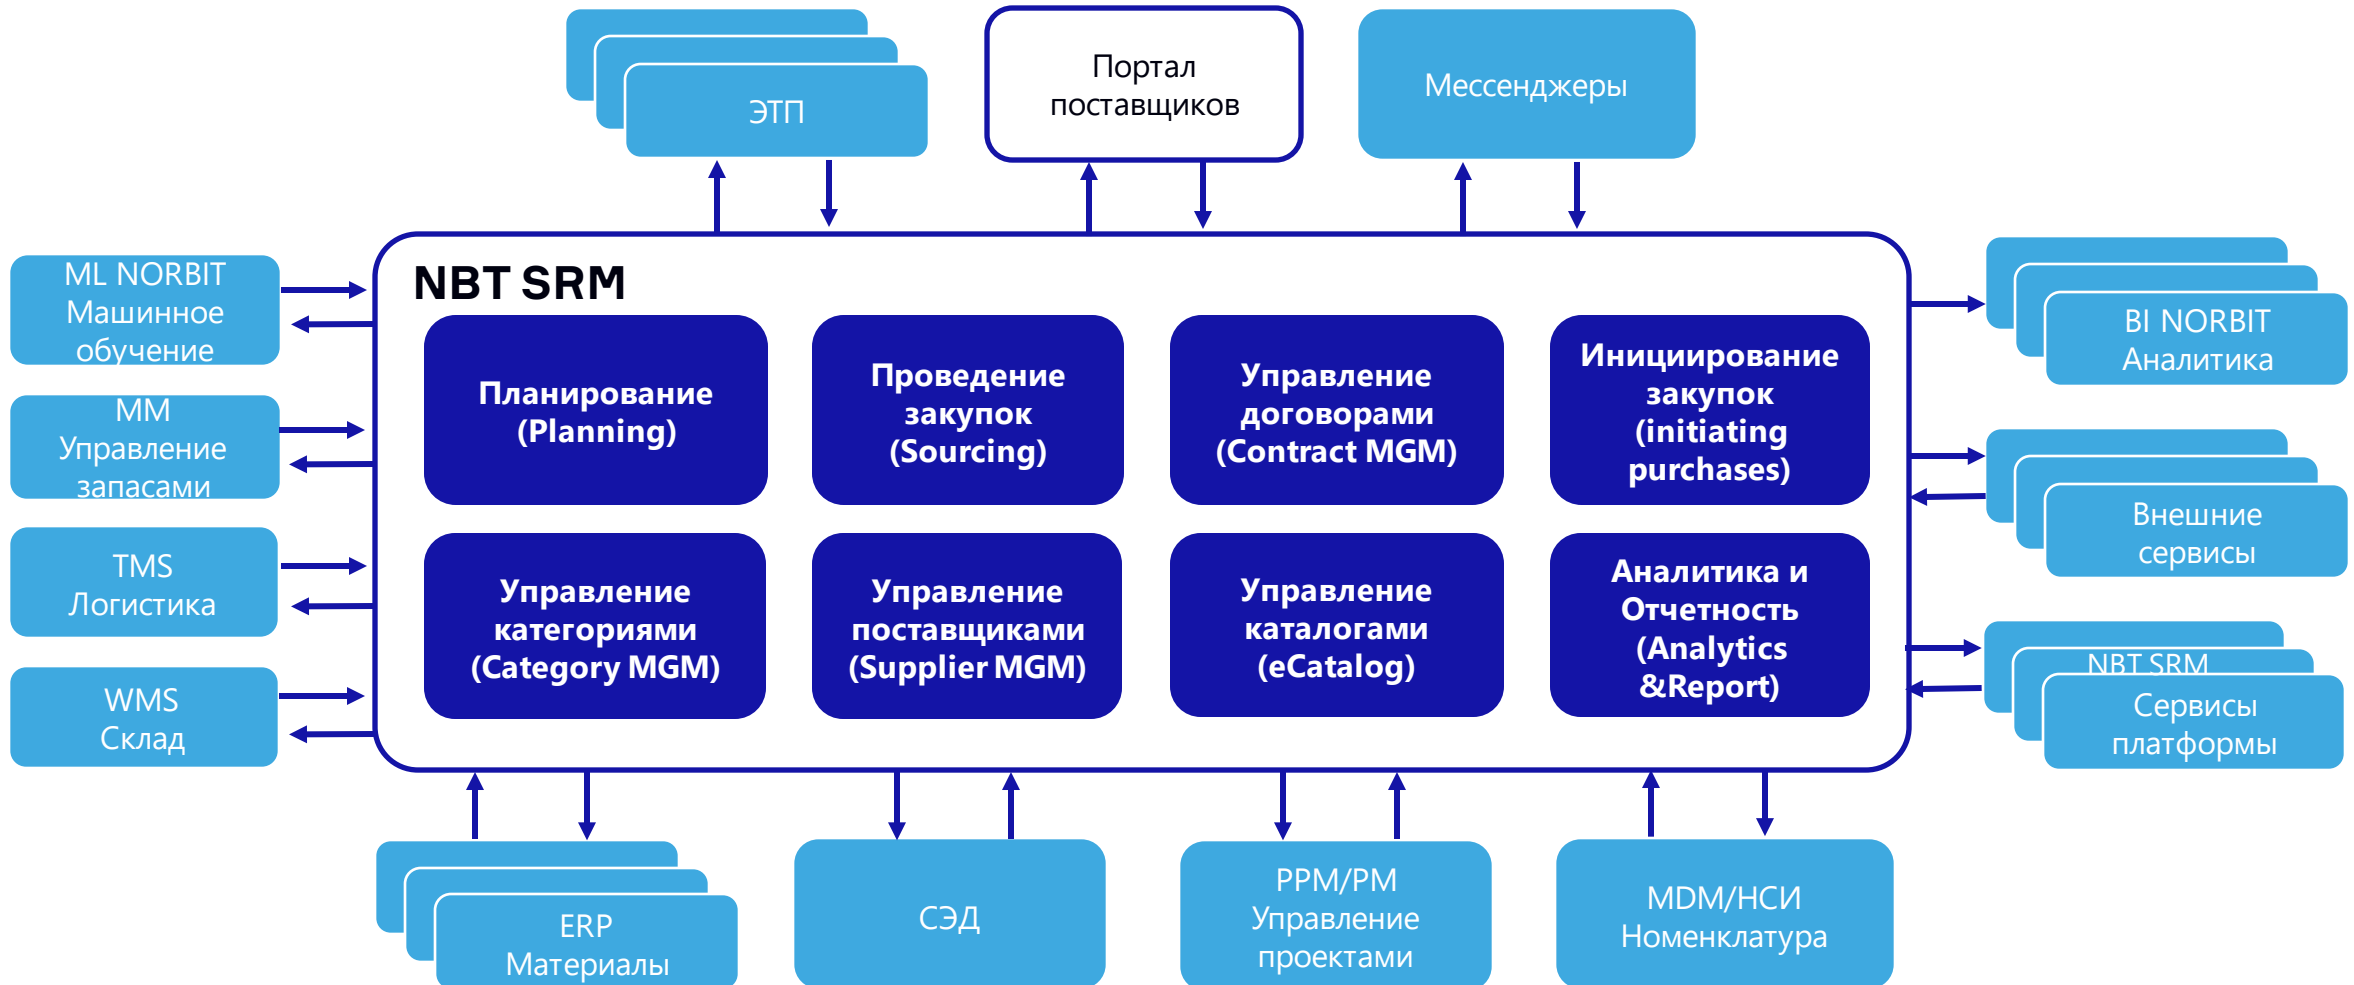 ЭТП
Портал
поставщиков
Мессенджеры
ML NORBIT
Машинное
обучение
MM
Управление
запасами
TMS
Логистика
WMS
Склад
NBT SRM
Планирование
(Planning)
Проведение
закупок
(Sourcing)
Управление
договорами
(Contract MGM)
Инициирование
закупок
(initiating
purchases)
Управление
категориями
(Category MGM)
Управление
поставщиками
(Supplier MGM)
Управление
каталогами
(eCatalog)
Аналитика и
Отчетность
(Analytics
&Report)
BI NORBIT
Аналитика
Внешние
сервисы
NBT SRM
Сервисы
платформы
ERP
Материалы
СЭД
PPM/PM
Управление
проектами
MDM/НСИ
Номенклатура